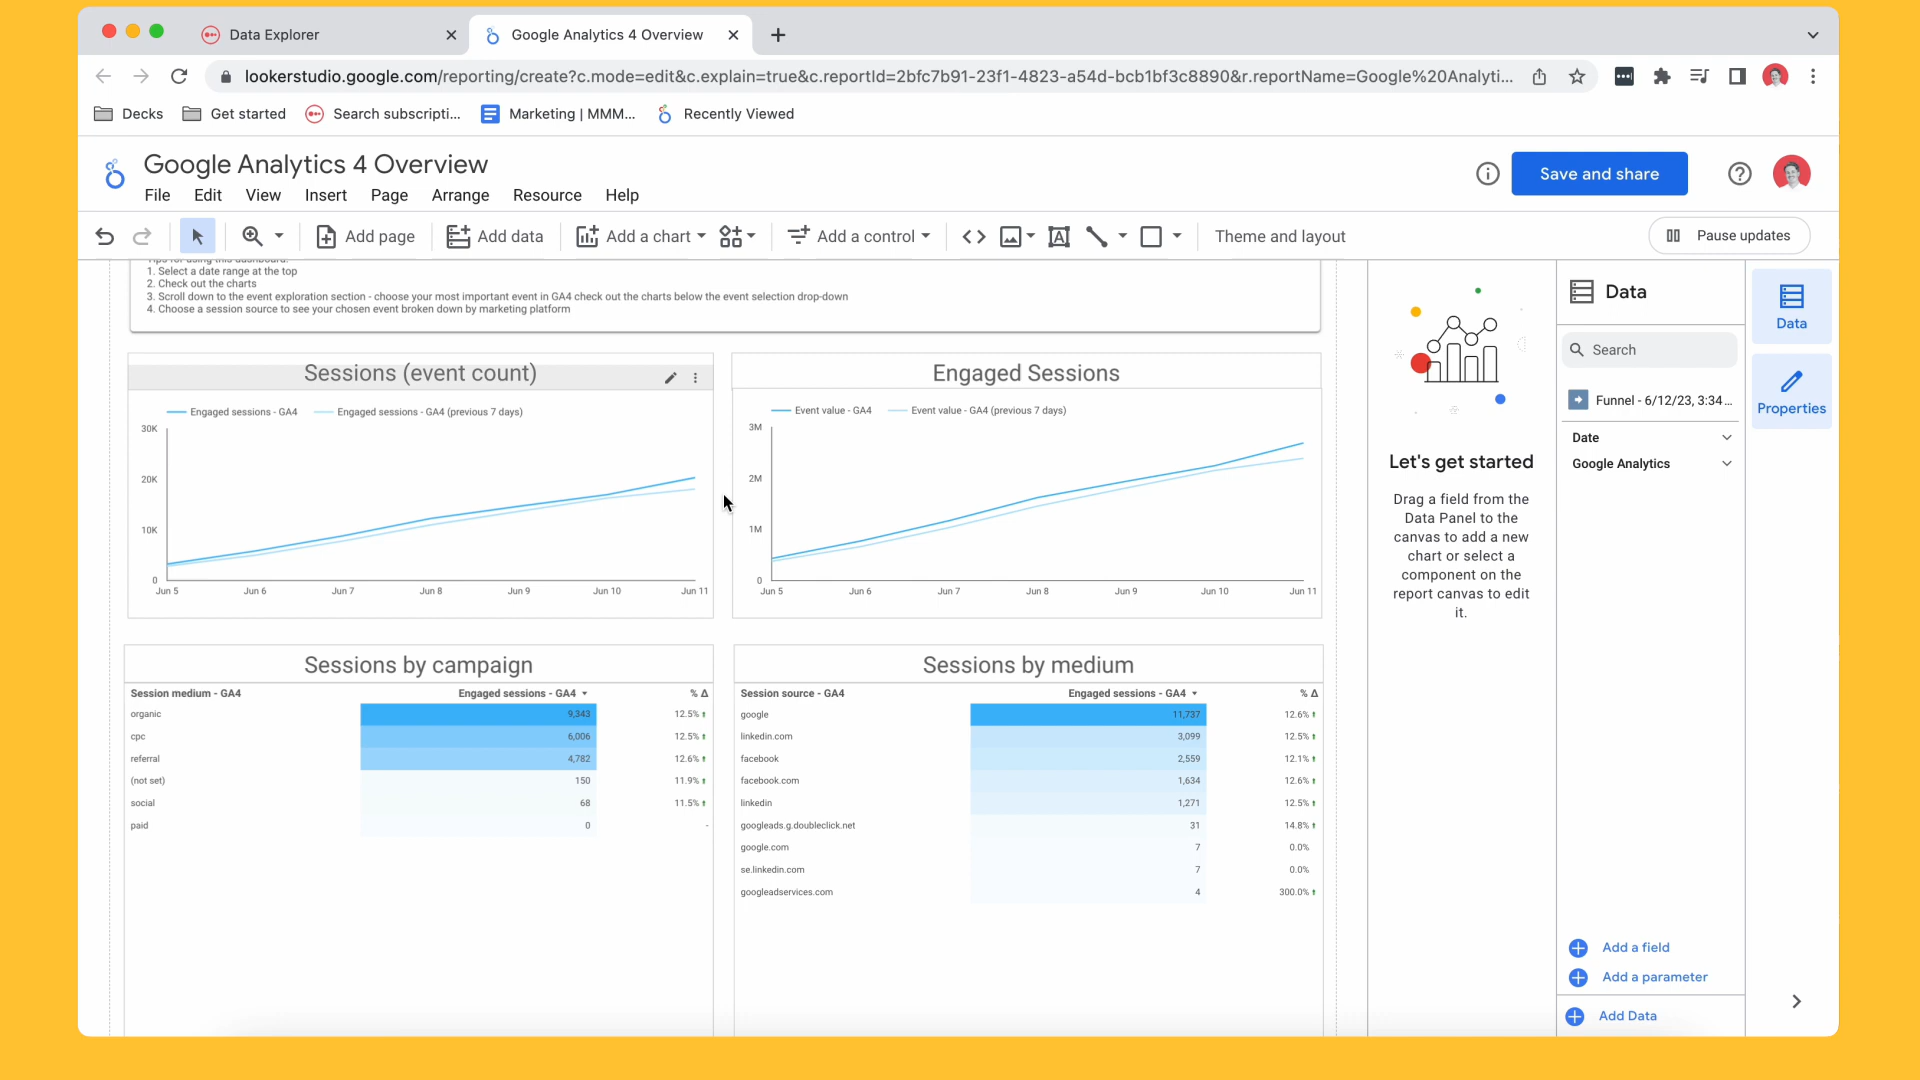 Data Explorer
Google Analytics 4 Overview
lookerstudio.google.com/reporting/create?c.mode=edit&c.explain=true&c.reportId=2bfc7b91-23f1-4823-a54d-bcb1bf3c8890&r.reportName=Google%20Analyti...
Decks Get started Search subscripti... Marketing | MMM... Recently Viewed
Google Analytics 4 Overview
File Edit View Insert Page Arrange Resource Help
Save and share
Add page Add data Add a chart Add a control Theme and layout Pause updates
Tips for using this dashboard:
1. Select a date range at the top
2. Check out the charts
3. Scroll down to the event exploration section - choose your most important event in GA4 check out the charts below the event selection drop-down
4. Choose a session source to see your chosen event broken down by marketing platform
Sessions (event count)
Engaged sessions - GA4 Engaged sessions - GA4 (previous 7 days)
30K
20K
10K
0
Jun 5 Jun 6 Jun 7 Jun 8 Jun 9 Jun 10 Jun 11
Engaged Sessions
Event value - GA4 Event value - GA4 (previous 7 days)
3M
2M
1M
0
Jun 5 Jun 6 Jun 7 Jun 8 Jun 9 Jun 10 Jun 11
Sessions by campaign
Session medium - GA4 Engaged sessions - GA4 % Δ
organic 9,343 12.5%
cpc 6,006 12.5%
referral 4,782 12.6%
(not set) 150 11.9%
social 68 11.5%
paid 0 -
Sessions by medium
Session source - GA4 Engaged sessions - GA4 % Δ
google 11,737 12.6%
linkedin.com 3,099 12.5%
facebook 2,559 12.1%
facebook.com 1,634 12.6%
linkedin 1,271 12.5%
googleads.g.doubleclick.net 31 14.8%
google.com 7 0.0%
se.linkedin.com 7 0.0%
googleadservices.com 4 300.0%
Let's get started
Drag a field from the
Data Panel to the
canvas to add a new
chart or select a
component on the
report canvas to edit
it.
Data
Search
Funnel - 6/12/23, 3:34...
Date
Google Analytics
Add a field
Add a parameter
Add Data
Data
Properties